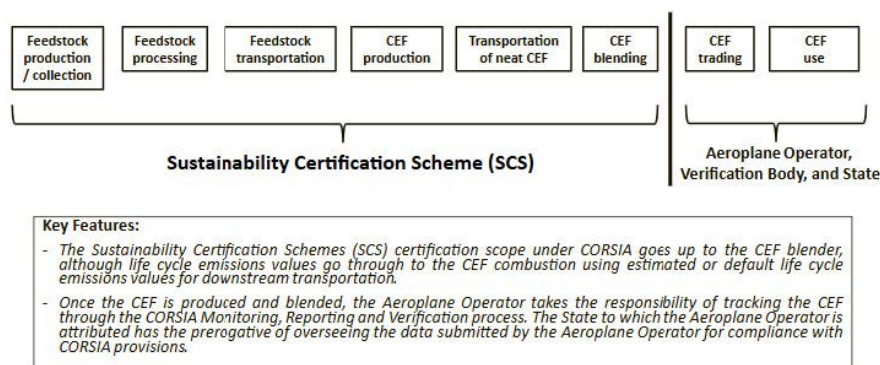 Feedstock
production
/ collection
Feedstock
processing
Feedstock
transportation
CEF
production
Transportation
of neat CEF
CEF
blending
CEF
trading
CEF
use
Sustainability Certification Scheme (SCS)
Aeroplane Operator,
Verification Body, and State
Key Features:
- The Sustainability Certification Schemes (SCS) certification scope under CORSIA goes up to the CEF blender,
although life cycle emissions values go through to the CEF combustion using estimated or default life cycle
emissions values for downstream transportation.
- Once the CEF is produced and blended, the Aeroplane Operator takes the responsibility of tracking the CEF
through the CORSIA Monitoring, Reporting and Verification process. The State to which the Aeroplane Operator is
attributed has the prerogative of overseeing the data submitted by the Aeroplane Operator for compliance with
CORSIA provisions.